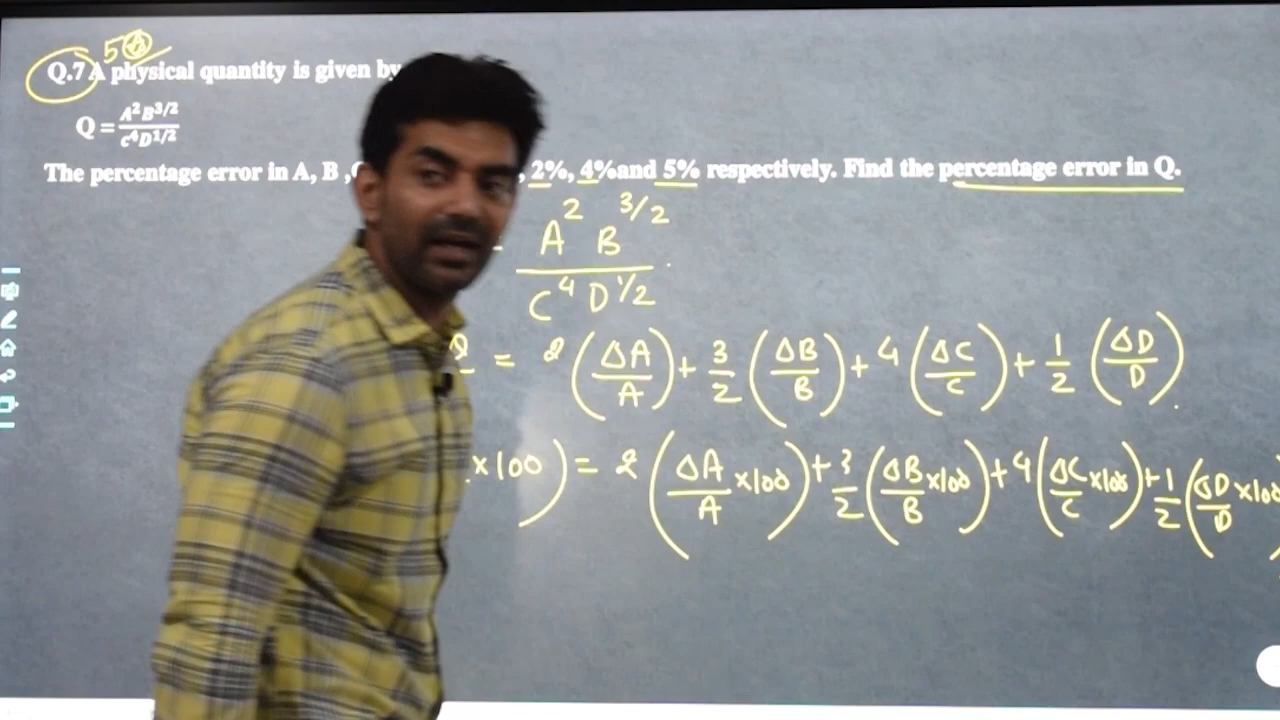 5
Q.7 A physical quantity is given by
Q = A²B^3/2 / C⁴D^1/2
The percentage error in A, B , 2%, 4%and 5% respectively. Find the percentage error in Q.
A² B^3/2 / C⁴ D^1/2
= 2 (ΔA/A) + 3/2 (ΔB/B) + 4 (ΔC/C) + 1/2 (ΔD/D)
×100) = 2 (ΔA/A ×100) + 3/2 (ΔB/B ×100) + 4 (ΔC/C ×100) + 1/2 (ΔD/D ×100)